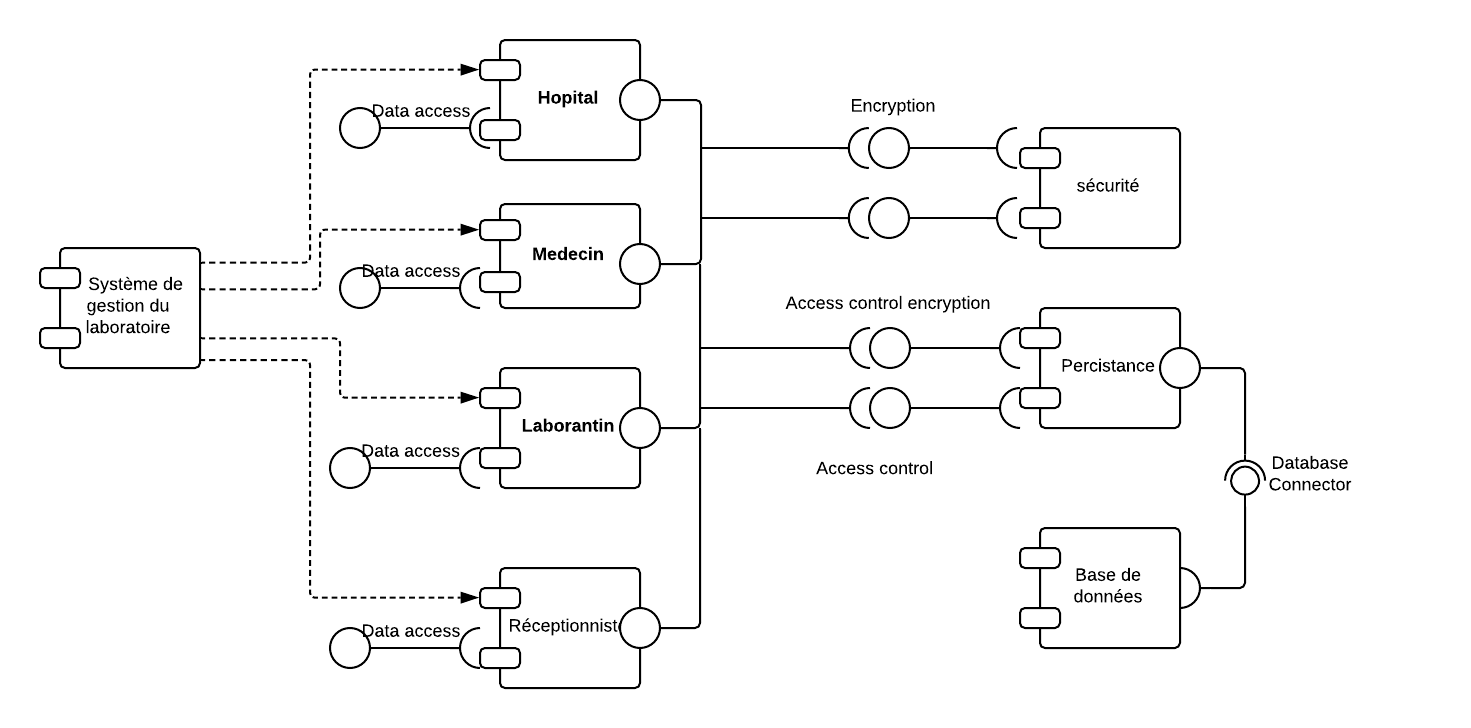 Hopital
Data access
Encryption
sécurité
Medecin
Data access
Système de
gestion du
laboratoire
Access control encryption
Percistance
Laborantin
Data access
Access control
Database
Connector
Base de
données
Réceptionnist
Data access